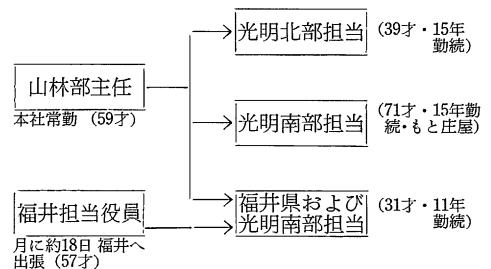 光明北部担当
(39才・15年
勤続)
山林部主任
本社常勤 (59才)
光明南部担当
(71才・15年勤
続・もと庄屋)
福井担当役員
月に約18日 福井へ
出張 (57才)
福井県および
光明南部担当
(31才・11年
勤続)